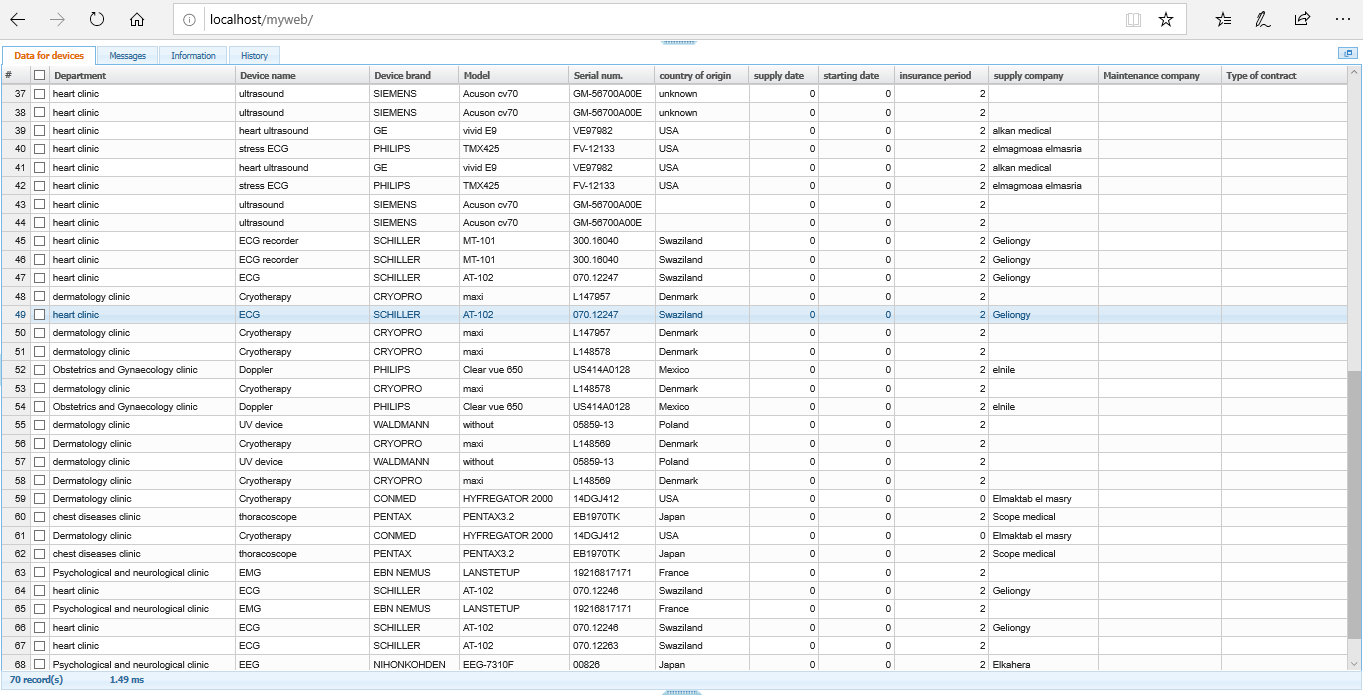 localhost/myweb/
Data for devices Messages Information History
# Department Device name Device brand Model Serial num. country of origin supply date starting date insurance period supply company Maintenance company Type of contract
37 heart clinic ultrasound SIEMENS Acuson cv70 GM-56700A00E unknown 0 0 2
38 heart clinic ultrasound SIEMENS Acuson cv70 GM-56700A00E unknown 0 0 2
39 heart clinic heart ultrasound GE vivid E9 VE97982 USA 0 0 2 alkan medical
40 heart clinic stress ECG PHILIPS TMX425 FV-12133 USA 0 0 2 elmagmoaa elmasria
41 heart clinic heart ultrasound GE vivid E9 VE97982 USA 0 0 2 alkan medical
42 heart clinic stress ECG PHILIPS TMX425 FV-12133 USA 0 0 2 elmagmoaa elmasria
43 heart clinic ultrasound SIEMENS Acuson cv70 GM-56700A00E 0 0 2
44 heart clinic ultrasound SIEMENS Acuson cv70 GM-56700A00E 0 0 2
45 heart clinic ECG recorder SCHILLER MT-101 300.16040 Swaziland 0 0 2 Geliongy
46 heart clinic ECG recorder SCHILLER MT-101 300.16040 Swaziland 0 0 2 Geliongy
47 heart clinic ECG SCHILLER AT-102 070.12247 Swaziland 0 0 2 Geliongy
48 dermatology clinic Cryotherapy CRYOPRO maxi L147957 Denmark 0 0 2
49 heart clinic ECG SCHILLER AT-102 070.12247 Swaziland 0 0 2 Geliongy
50 dermatology clinic Cryotherapy CRYOPRO maxi L147957 Denmark 0 0 2
51 dermatology clinic Cryotherapy CRYOPRO maxi L148578 Denmark 0 0 2
52 Obstetrics and Gynaecology clinic Doppler PHILIPS Clear vue 650 US414A0128 Mexico 0 0 2 elnile
53 dermatology clinic Cryotherapy CRYOPRO maxi L148578 Denmark 0 0 2
54 Obstetrics and Gynaecology clinic Doppler PHILIPS Clear vue 650 US414A0128 Mexico 0 0 2 elnile
55 dermatology clinic UV device WALDMANN without 05859-13 Poland 0 0 2
56 Dermatology clinic Cryotherapy CRYOPRO maxi L148569 Denmark 0 0 2
57 dermatology clinic UV device WALDMANN without 05859-13 Poland 0 0 2
58 Dermatology clinic Cryotherapy CRYOPRO maxi L148569 Denmark 0 0 2
59 Dermatology clinic Cryotherapy CONMED HYFREGATOR 2000 14DGJ412 USA 0 0 0 Elmaktab el masry
60 chest diseases clinic thoracoscope PENTAX PENTAX3.2 EB1970TK Japan 0 0 2 Scope medical
61 Dermatology clinic Cryotherapy CONMED HYFREGATOR 2000 14DGJ412 USA 0 0 0 Elmaktab el masry
62 chest diseases clinic thoracoscope PENTAX PENTAX3.2 EB1970TK Japan 0 0 2 Scope medical
63 Psychological and neurological clinic EMG EBN NEMUS LANSTETUP 19216817171 France 0 0 2
64 heart clinic ECG SCHILLER AT-102 070.12246 Swaziland 0 0 2 Geliongy
65 Psychological and neurological clinic EMG EBN NEMUS LANSTETUP 19216817171 France 0 0 2
66 heart clinic ECG SCHILLER AT-102 070.12246 Swaziland 0 0 2 Geliongy
67 heart clinic ECG SCHILLER AT-102 070.12263 Swaziland 0 0 2
68 Psychological and neurological clinic EEG NIHONKOHDEN EEG-7310F 00826 Japan 0 0 2 Elkahera
70 record(s) 1.49 ms